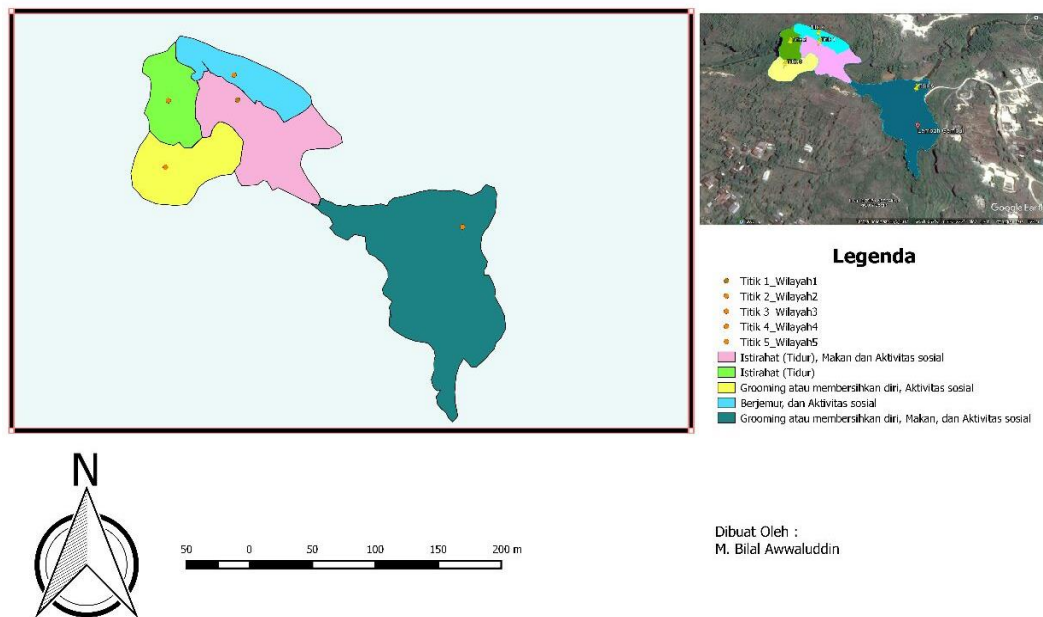 Google Earth
Legenda
Titik 1_Wilayah1
Titik 2_Wilayah2
Titik 3 Wilayah3
Titik 4_Wilayah4
Titik 5_Wilayah5
Istirahat (Tidur), Makan dan Aktivitas sosial
Istirahat (Tidur)
Grooming atau membersihkan diri, Aktivitas sosial
Berjemur, dan Aktivitas sosial
Grooming atau membersihkan diri, Makan, dan Aktivitas sosial
N
50 0 50 100 150 200 m
Dibuat Oleh :
M. Bilal Awwaluddin